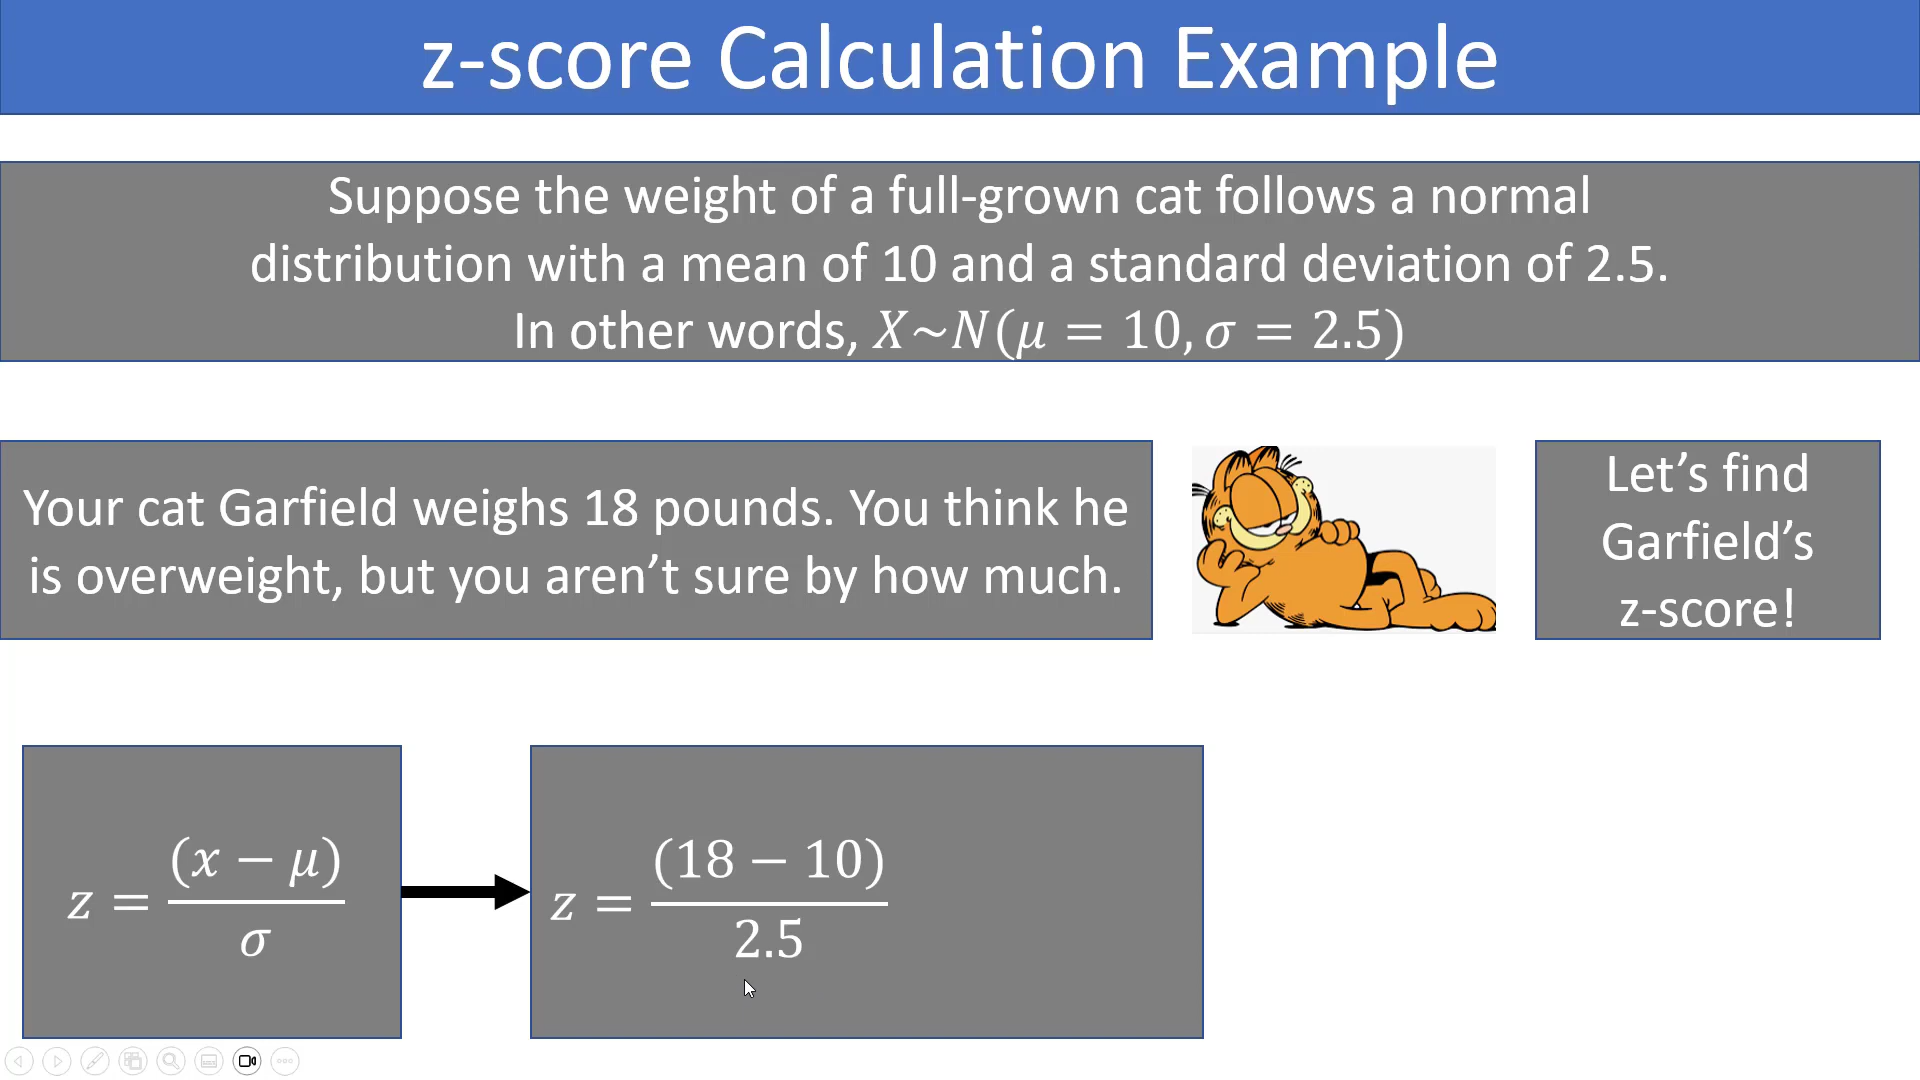 z-score Calculation Example
Suppose the weight of a full-grown cat follows a normal
distribution with a mean of 10 and a standard deviation of 2.5.
In other words, X~N(μ = 10, σ = 2.5)
Your cat Garfield weighs 18 pounds. You think he
is overweight, but you aren’t sure by how much.
Let’s find
Garfield’s
z-score!
z = (x − μ)
σ
z = (18 − 10)
2.5